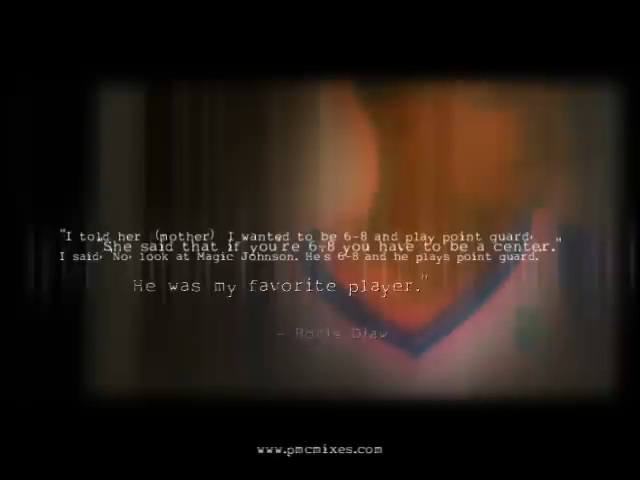 "I told her (mother) I wanted to be 6-8 and play point guard,
"She said that if you're 6-8 you have to be a center."
I said, 'No, look at Magic Johnson. He's 6-8 and he plays point guard.
He was my favorite player."
- Boris Diaw
www.pmcmixes.com